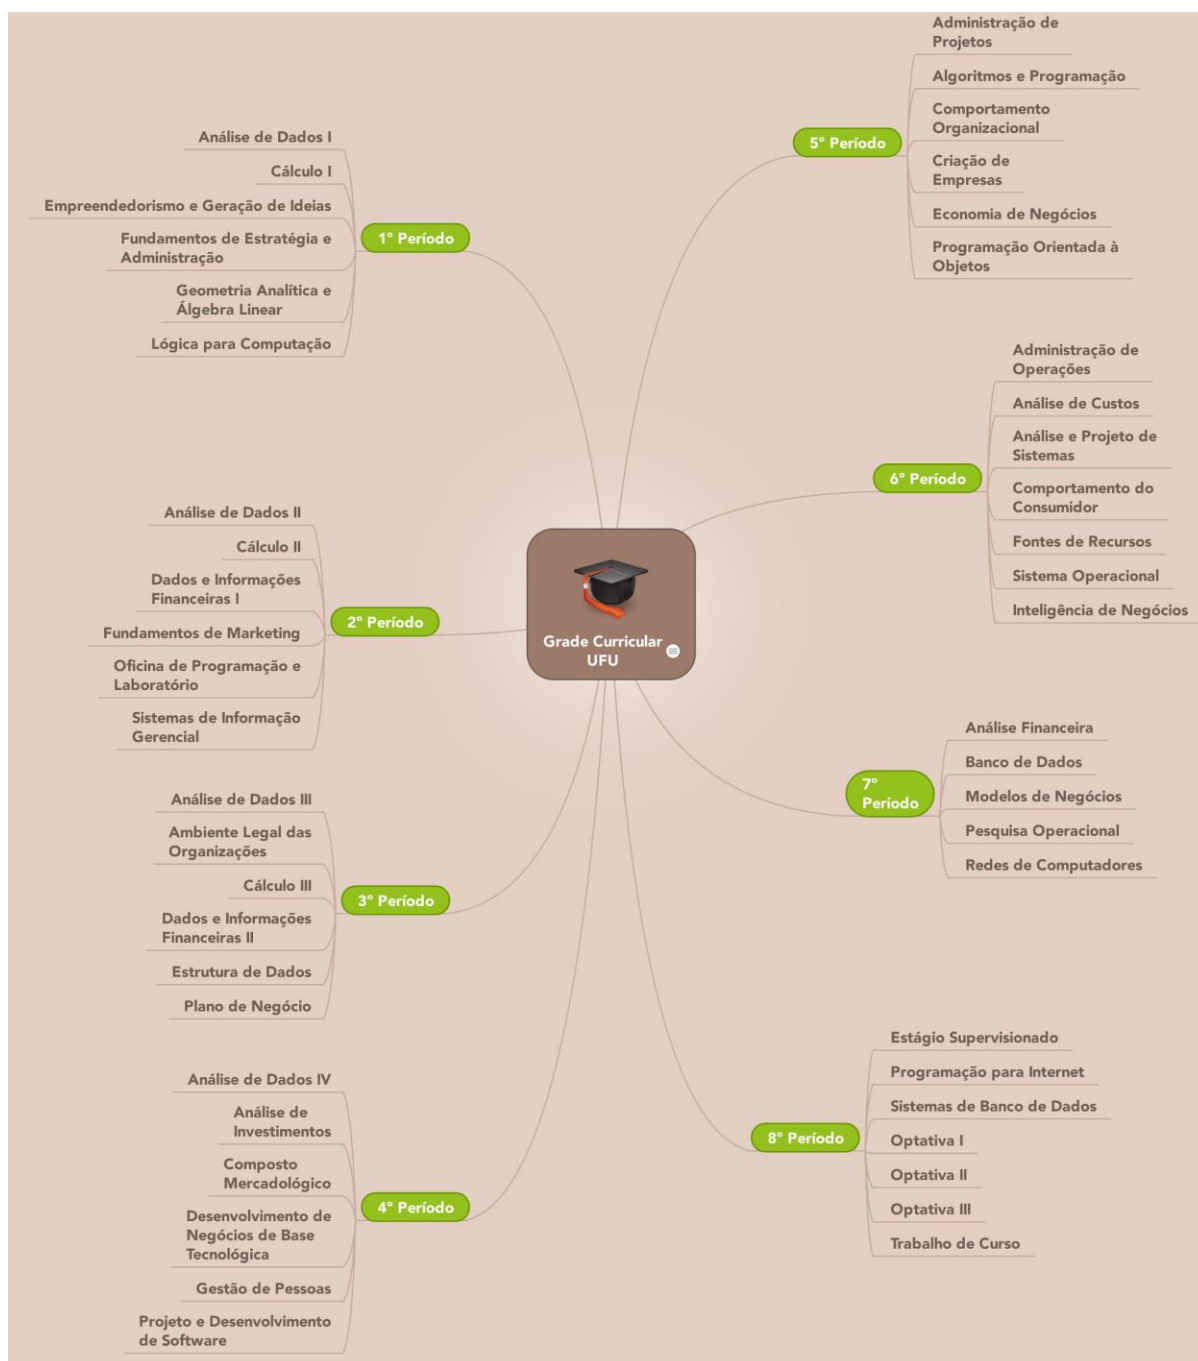 Grade Curricular
UFU
1º Período
Análise de Dados I
Cálculo I
Empreendedorismo e Geração de Ideias
Fundamentos de Estratégia e
Administração
Geometria Analítica e
Álgebra Linear
Lógica para Computação
2º Período
Análise de Dados II
Cálculo II
Dados e Informações
Financeiras I
Fundamentos de Marketing
Oficina de Programação e
Laboratório
Sistemas de Informação
Gerencial
3º Período
Análise de Dados III
Ambiente Legal das
Organizações
Cálculo III
Dados e Informações
Financeiras II
Estrutura de Dados
Plano de Negócio
4º Período
Análise de Dados IV
Análise de
Investimentos
Composto
Mercadológico
Desenvolvimento de
Negócios de Base
Tecnológica
Gestão de Pessoas
Projeto e Desenvolvimento
de Software
5º Período
Administração de
Projetos
Algoritmos e Programação
Comportamento
Organizacional
Criação de
Empresas
Economia de Negócios
Programação Orientada à
Objetos
6º Período
Administração de
Operações
Análise de Custos
Análise e Projeto de
Sistemas
Comportamento do
Consumidor
Fontes de Recursos
Sistema Operacional
Inteligência de Negócios
7º
Período
Análise Financeira
Banco de Dados
Modelos de Negócios
Pesquisa Operacional
Redes de Computadores
8º Período
Estágio Supervisionado
Programação para Internet
Sistemas de Banco de Dados
Optativa I
Optativa II
Optativa III
Trabalho de Curso